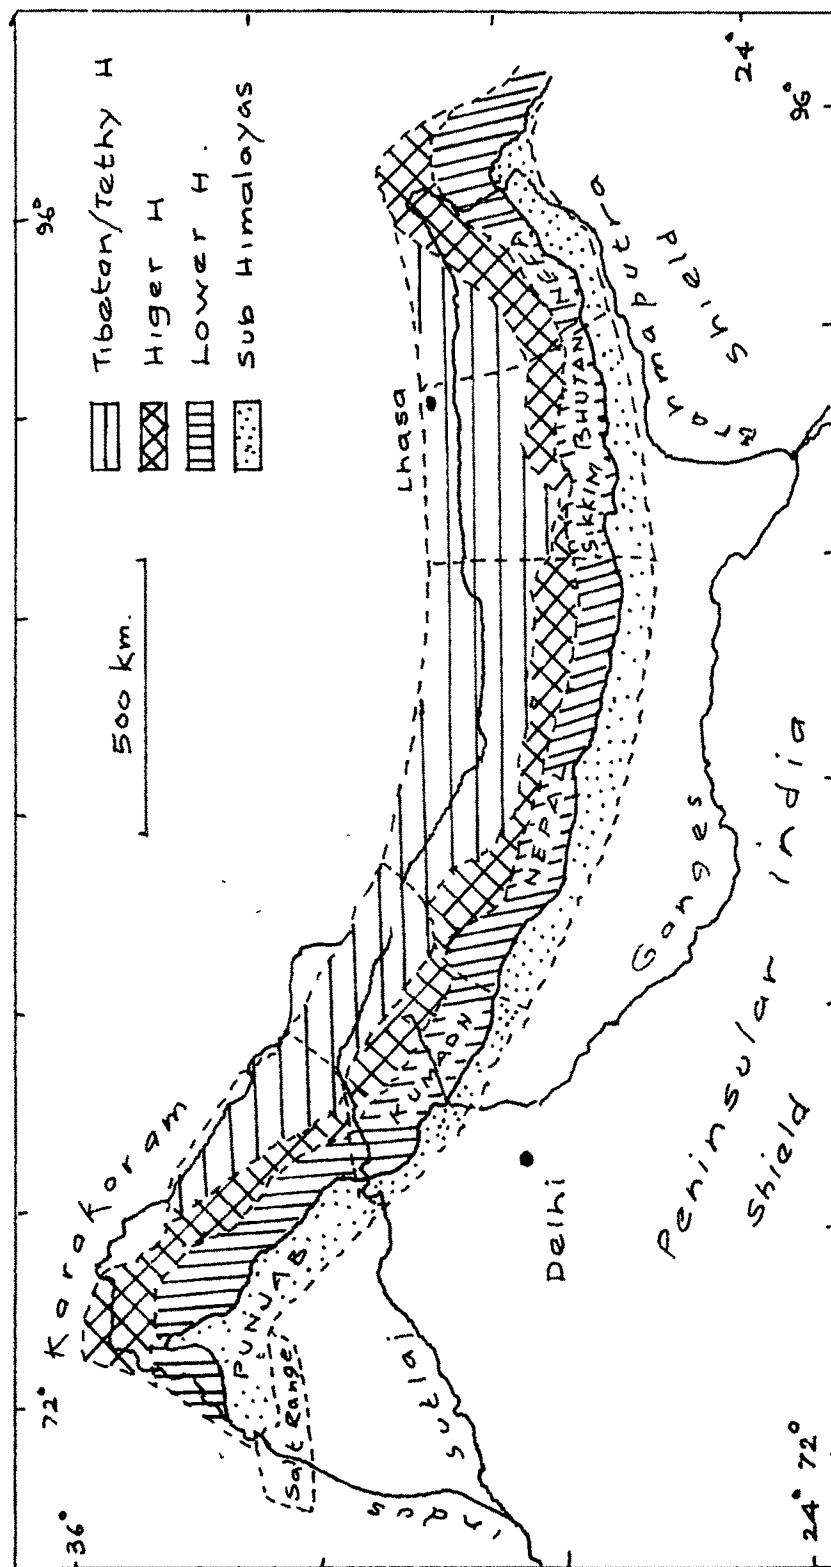 72°
96°
36°
Karakoram
500 km.
Tibetan/Tethy H
Higer H
Lower H.
Sub Himalayas
Lhasa
PUNJAB
Salt Range
KUMAON
NEPAL
SIKKIM
BHUTAN
NEFA
Indus
Sutlaj
Delhi
Ganges
Brahmaputra
Shield
Peninsular india
Shield
24°
72°
96°
24°